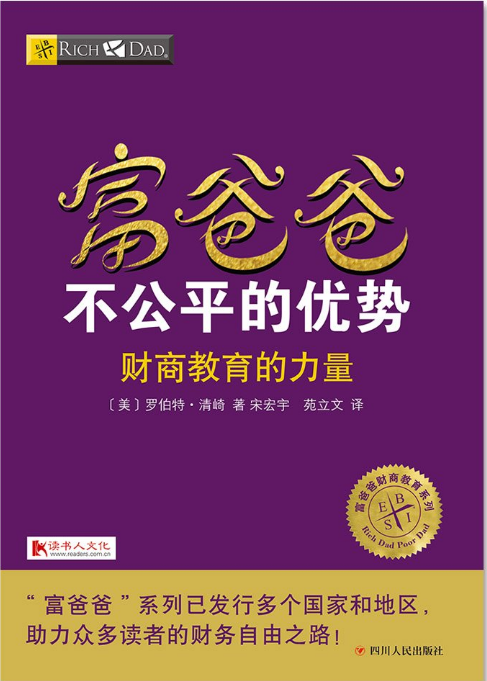 E B S I RICH DAD®
富爸爸
不公平的优势
财商教育的力量
〔美〕罗伯特·清崎 著 宋宏宇 苑立文 译
富爸爸财商教育系列
E B
S I
Rich Dad Poor Dad
读书人文化
www.readers.com.cn
“富爸爸”系列已发行多个国家和地区，
助力众多读者的财务自由之路！
四川人民出版社